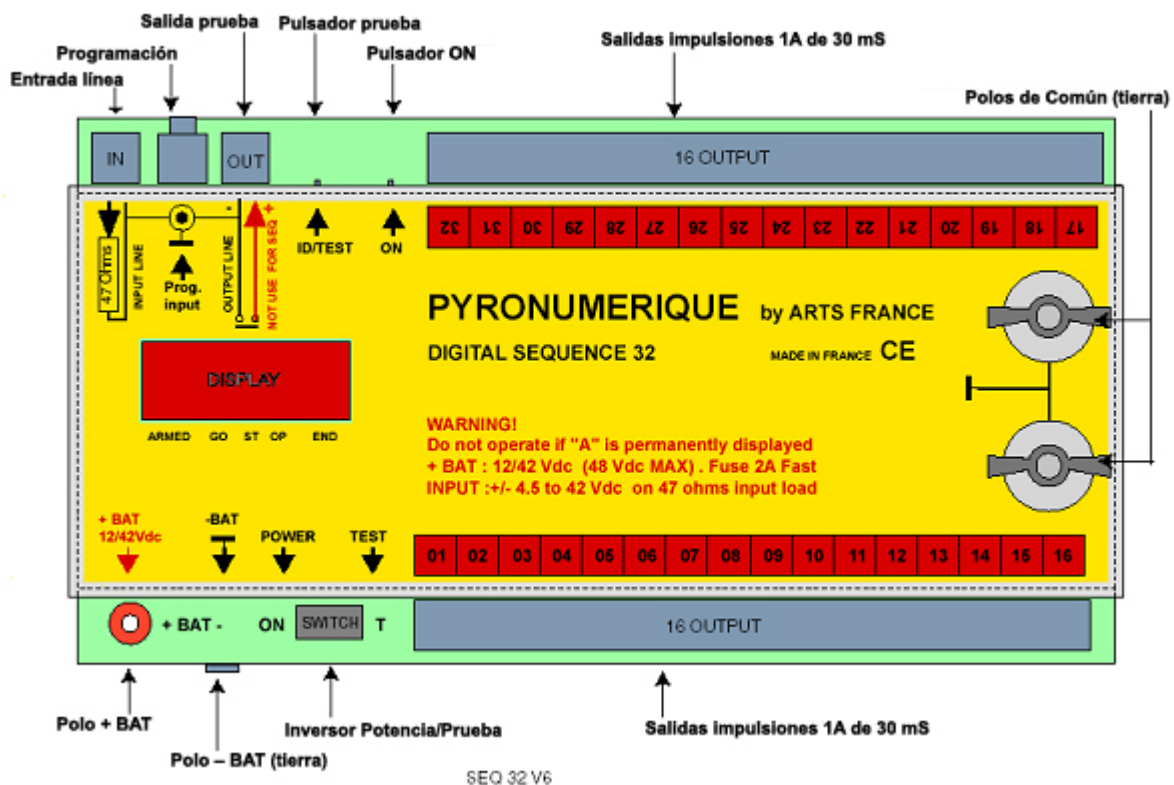 Salida prueba
Pulsador prueba
Programación
Pulsador ON
Salidas impulsiones 1A de 30 mS
Entrada línea
Polos de Común (tierra)
IN
OUT
16 OUTPUT
47 Ohms
INPUT LINE
Prog.
input
OUTPUT LINE
-
+
NOT USE FOR SEQ
ID/TEST
ON
32 31 30 29 28 27 26 25 24 23 22 21 20 19 18 17
PYRONUMERIQUE by ARTS FRANCE
DIGITAL SEQUENCE 32
MADE IN FRANCE CE
DISPLAY
ARMED GO ST OP END
WARNING!
Do not operate if "A" is permanently displayed
+ BAT : 12/42 Vdc (48 Vdc MAX) . Fuse 2A Fast
INPUT :+/- 4.5 to 42 Vdc on 47 ohms input load
+ BAT
12/42Vdc
-BAT
POWER
TEST
01 02 03 04 05 06 07 08 09 10 11 12 13 14 15 16
+ BAT -
ON
SWITCH
T
16 OUTPUT
Polo + BAT
Inversor Potencia/Prueba
Salidas impulsiones 1A de 30 mS
Polo – BAT (tierra)
SEQ 32 V6